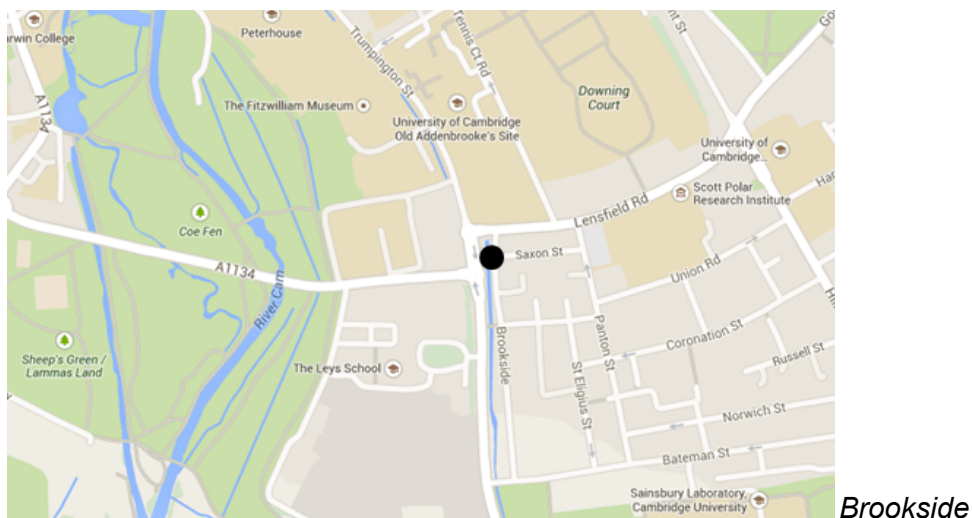 arwin College
Peterhouse
Trumpington St
Tennis Ct Rd
A1134
The Fitzwilliam Museum
University of Cambridge
Old Addenbrooke's Site
Downing
Court
University of
Cambridge...
Scott Polar
Research Institute
Lensfield Rd
Coe Fen
A1134
River Cam
Saxon St
Union Rd
Sheep's Green /
Lammas Land
The Leys School
Brookside
Panton St
Coronation St
St Eligius St
Russell St
Norwich St
Bateman St
Sainsbury Laboratory,
Cambridge University
Brookside